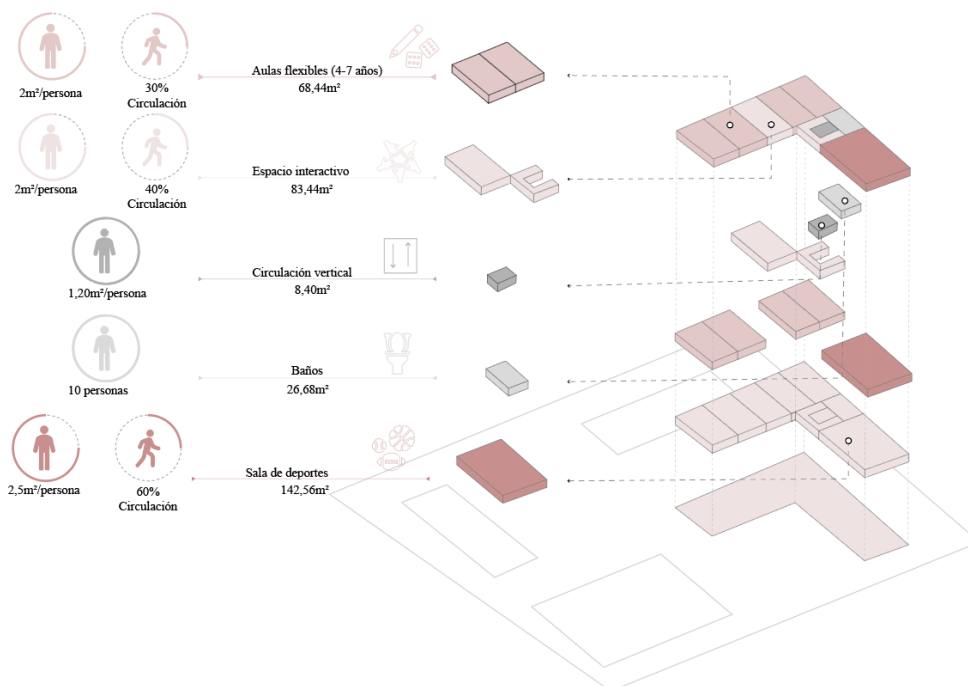 Aulas flexibles (4-7 años)
68,44m²
2m²/persona
30%
Circulación
Espacio interactivo
83,44m²
2m²/persona
40%
Circulación
Circulación vertical
8,40m²
1,20m²/persona
Baños
26,68m²
10 personas
Sala de deportes
142,56m²
2,5m²/persona
60%
Circulación